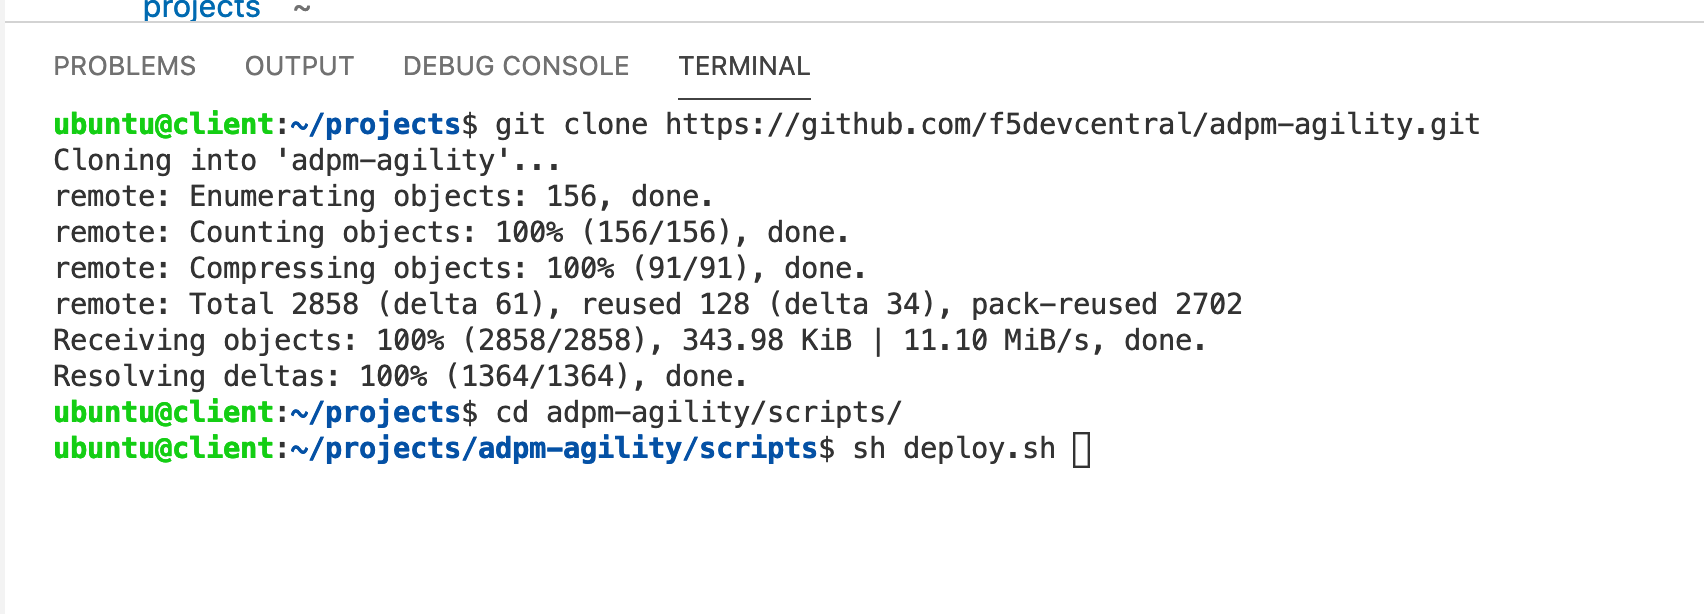 projects ~
PROBLEMS OUTPUT DEBUG CONSOLE TERMINAL
ubuntu@client:~/projects$ git clone https://github.com/f5devcentral/adpm-agility.git
Cloning into 'adpm-agility'...
remote: Enumerating objects: 156, done.
remote: Counting objects: 100% (156/156), done.
remote: Compressing objects: 100% (91/91), done.
remote: Total 2858 (delta 61), reused 128 (delta 34), pack-reused 2702
Receiving objects: 100% (2858/2858), 343.98 KiB | 11.10 MiB/s, done.
Resolving deltas: 100% (1364/1364), done.
ubuntu@client:~/projects$ cd adpm-agility/scripts/
ubuntu@client:~/projects/adpm-agility/scripts$ sh deploy.sh